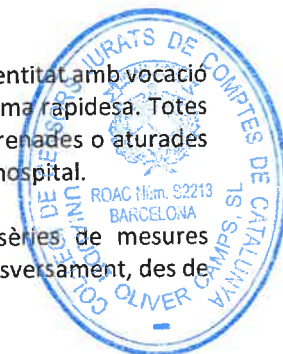 entitat amb vocació
ma rapidesa. Totes
renades o aturades
hospital.
sèries de mesures
sversament, des de
COL·LEGI DE CENSORS JURATS DE COMPTES DE CATALUNYA
ROAC Núm. S2213
BARCELONA
OLIVER CAMPS, SL